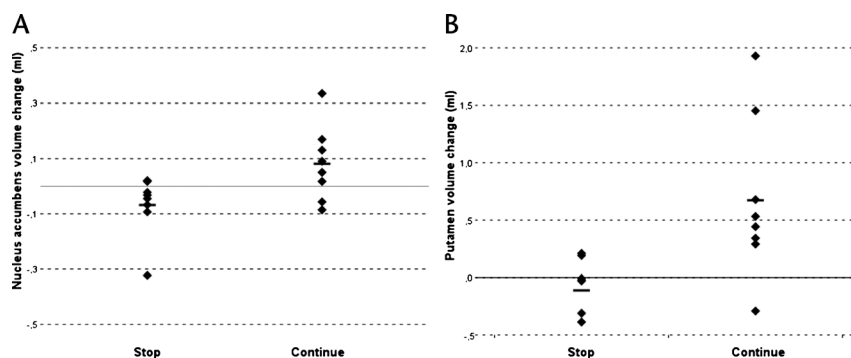 A
Nucleus accumbens volume change (ml)
.5
.3
.1
-.1
-.3
-.5
Stop
Continue
B
Putamen volume change (ml)
2,0
1,5
1,0
,5
,0
-,5
Stop
Continue